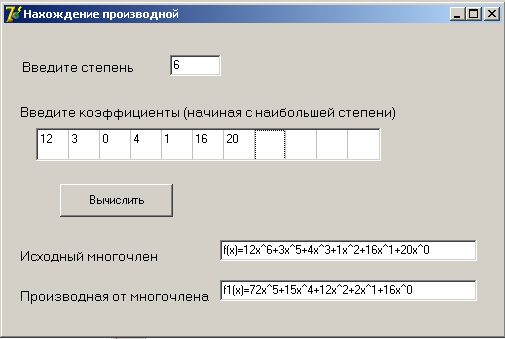 Нахождение производной
Введите степень 6
Введите коэффициенты (начиная с наибольшей степени)
12 3 0 4 1 16 20
Вычислить
Исходный многочлен f(x)=12x^6+3x^5+4x^3+1x^2+16x^1+20x^0
Производная от многочлена f1(x)=72x^5+15x^4+12x^2+2x^1+16x^0